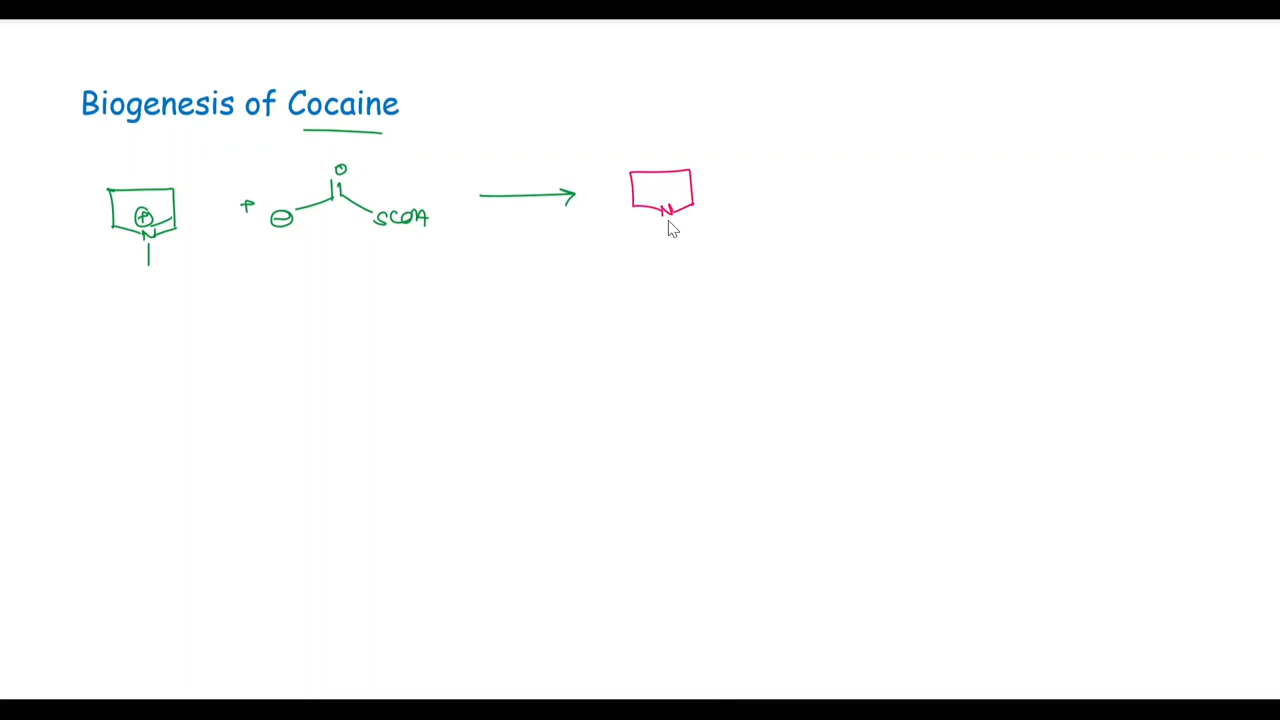 Biogenesis of Cocaine
O
⊕ + ⊖ SCOA N
N